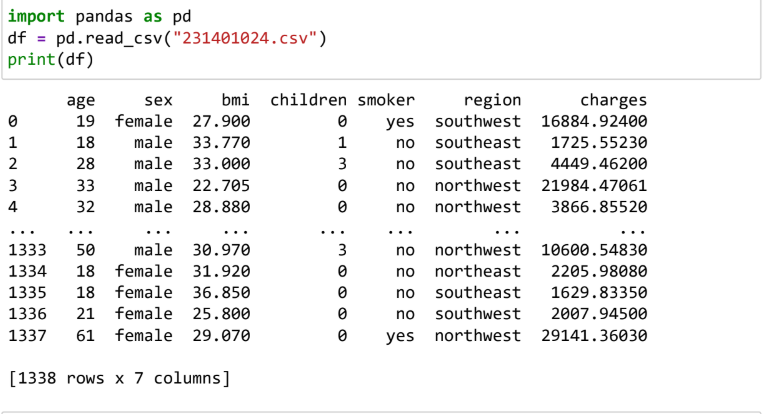 import pandas as pd
df = pd.read_csv("231401024.csv")
print(df)
      age     sex     bmi  children smoker     region      charges
0      19  female  27.900         0    yes  southwest  16884.92400
1      18    male  33.770         1     no  southeast   1725.55230
2      28    male  33.000         3     no  southeast   4449.46200
3      33    male  22.705         0     no  northwest  21984.47061
4      32    male  28.880         0     no  northwest   3866.85520
...   ...     ...     ...       ...    ...        ...          ...
1333   50    male  30.970         3     no  northwest  10600.54830
1334   18  female  31.920         0     no  northeast   2205.98080
1335   18  female  36.850         0     no  southeast   1629.83350
1336   21  female  25.800         0     no  southwest   2007.94500
1337   61  female  29.070         0    yes  northwest  29141.36030
[1338 rows x 7 columns]